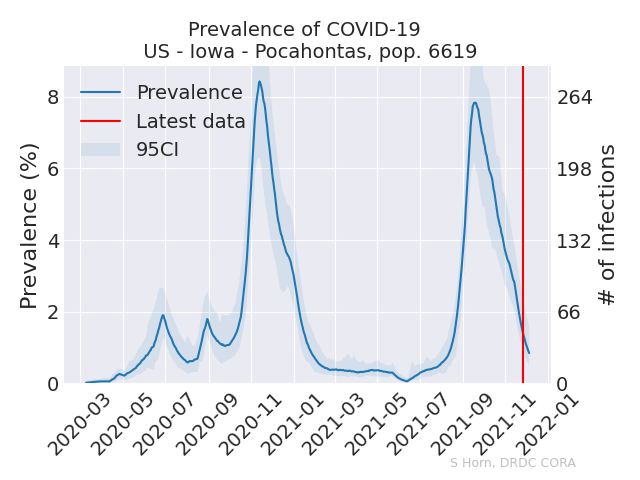 Prevalence of COVID-19
US - Iowa - Pocahontas, pop. 6619
Prevalence
Latest data
95CI
Prevalence (%)
8
6
4
2
0
# of infections
264
198
132
66
0
2020-03
2020-05
2020-07
2020-09
2020-11
2021-01
2021-03
2021-05
2021-07
2021-09
2021-11
2022-01
S Horn, DRDC CORA